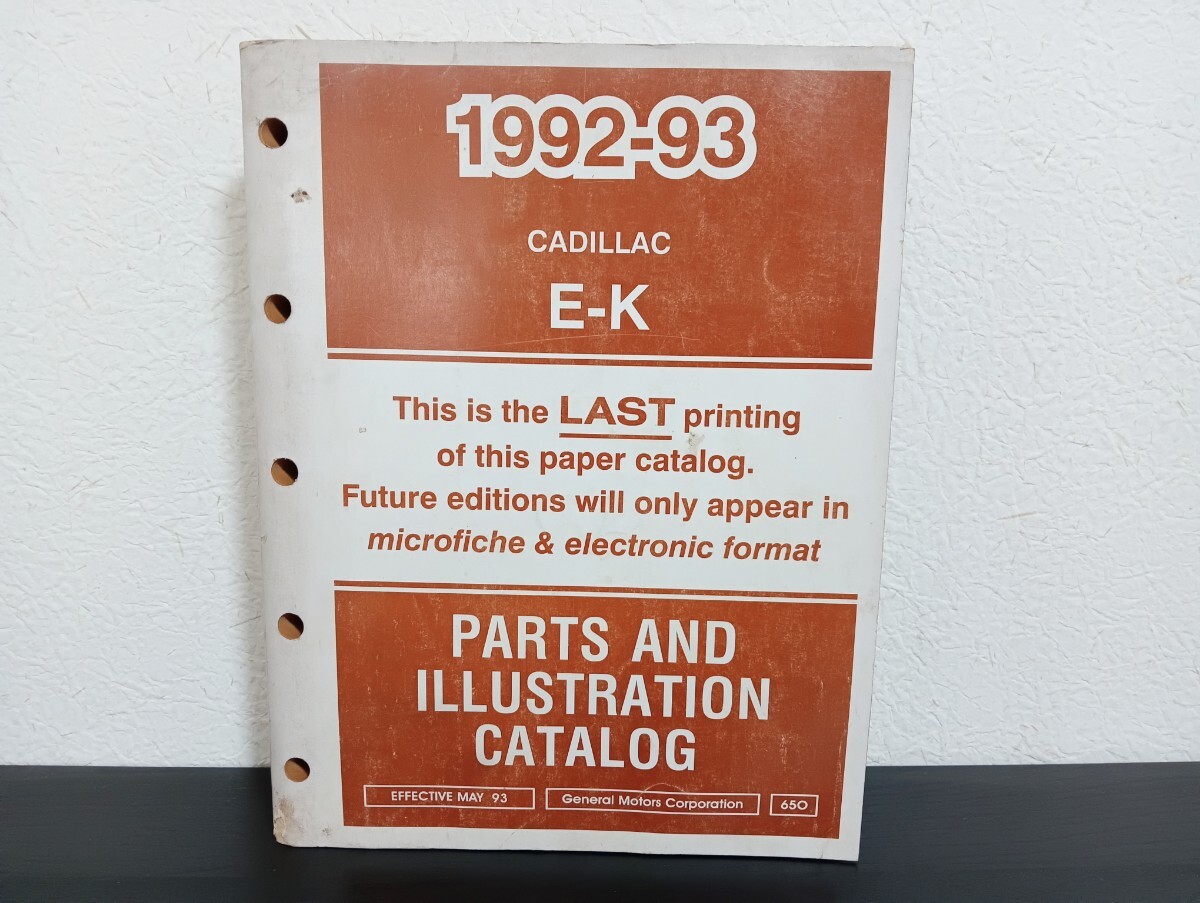 1992-93
CADILLAC
E-K
This is the LAST printing
of this paper catalog.
Future editions will only appear in
microfiche & electronic format
PARTS AND
ILLUSTRATION
CATALOG
EFFECTIVE MAY 93 General Motors Corporation 65O